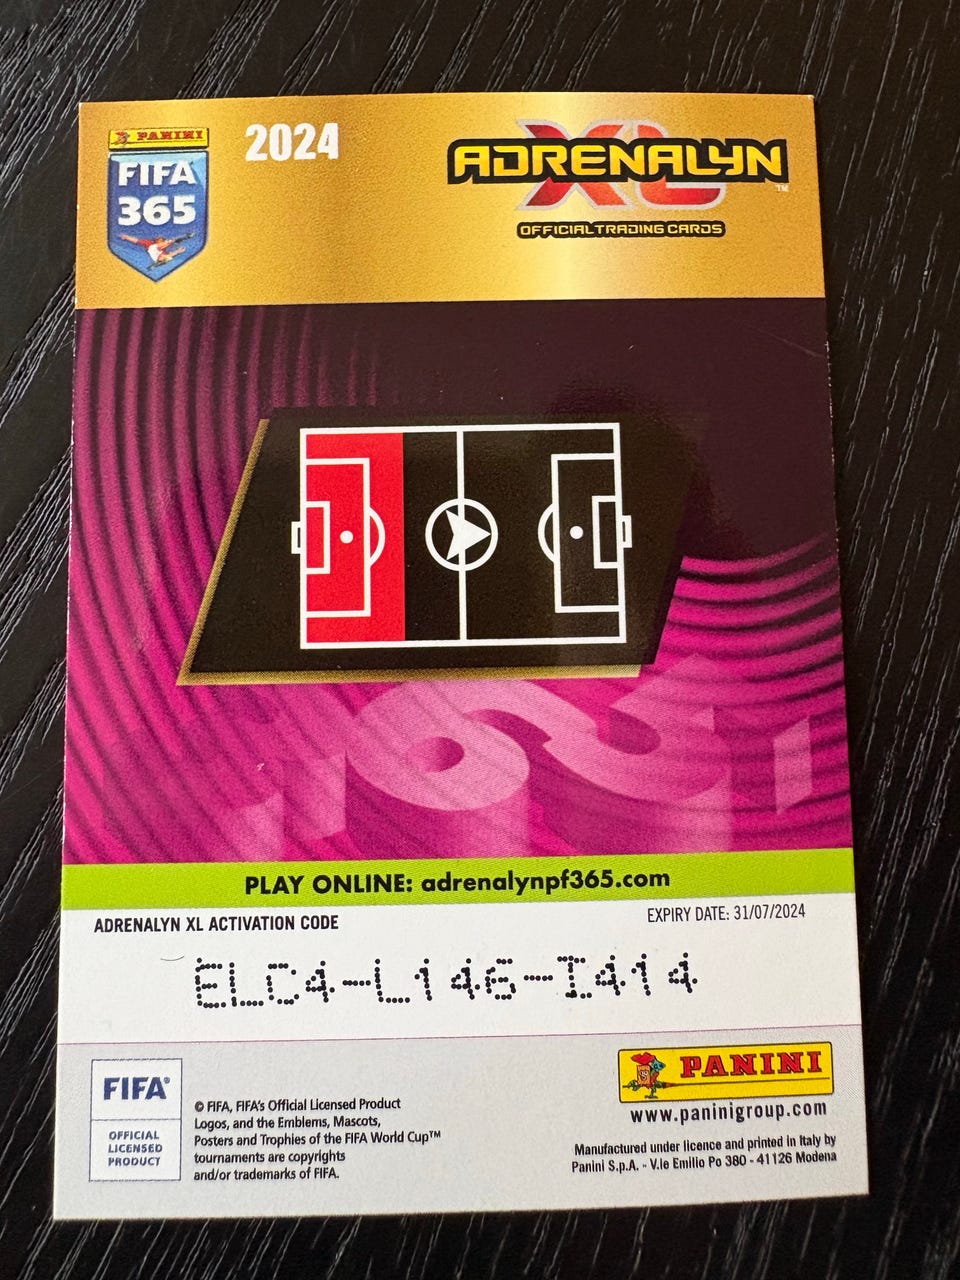 PANINI
FIFA
365
2024
ADRENALYN
XL
™
OFFICIAL TRADING CARDS
365
PLAY ONLINE: adrenalynpf365.com
ADRENALYN XL ACTIVATION CODE
EXPIRY DATE: 31/07/2024
ELC4-L146-I414
FIFA®
OFFICIAL
LICENSED
PRODUCT
© FIFA, FIFA's Official Licensed Product
Logos, and the Emblems, Mascots,
Posters and Trophies of the FIFA World Cup™
tournaments are copyrights
and/or trademarks of FIFA.
PANINI
www.paninigroup.com
Manufactured under licence and printed in Italy by
Panini S.p.A. - V.le Emilio Po 380 - 41126 Modena